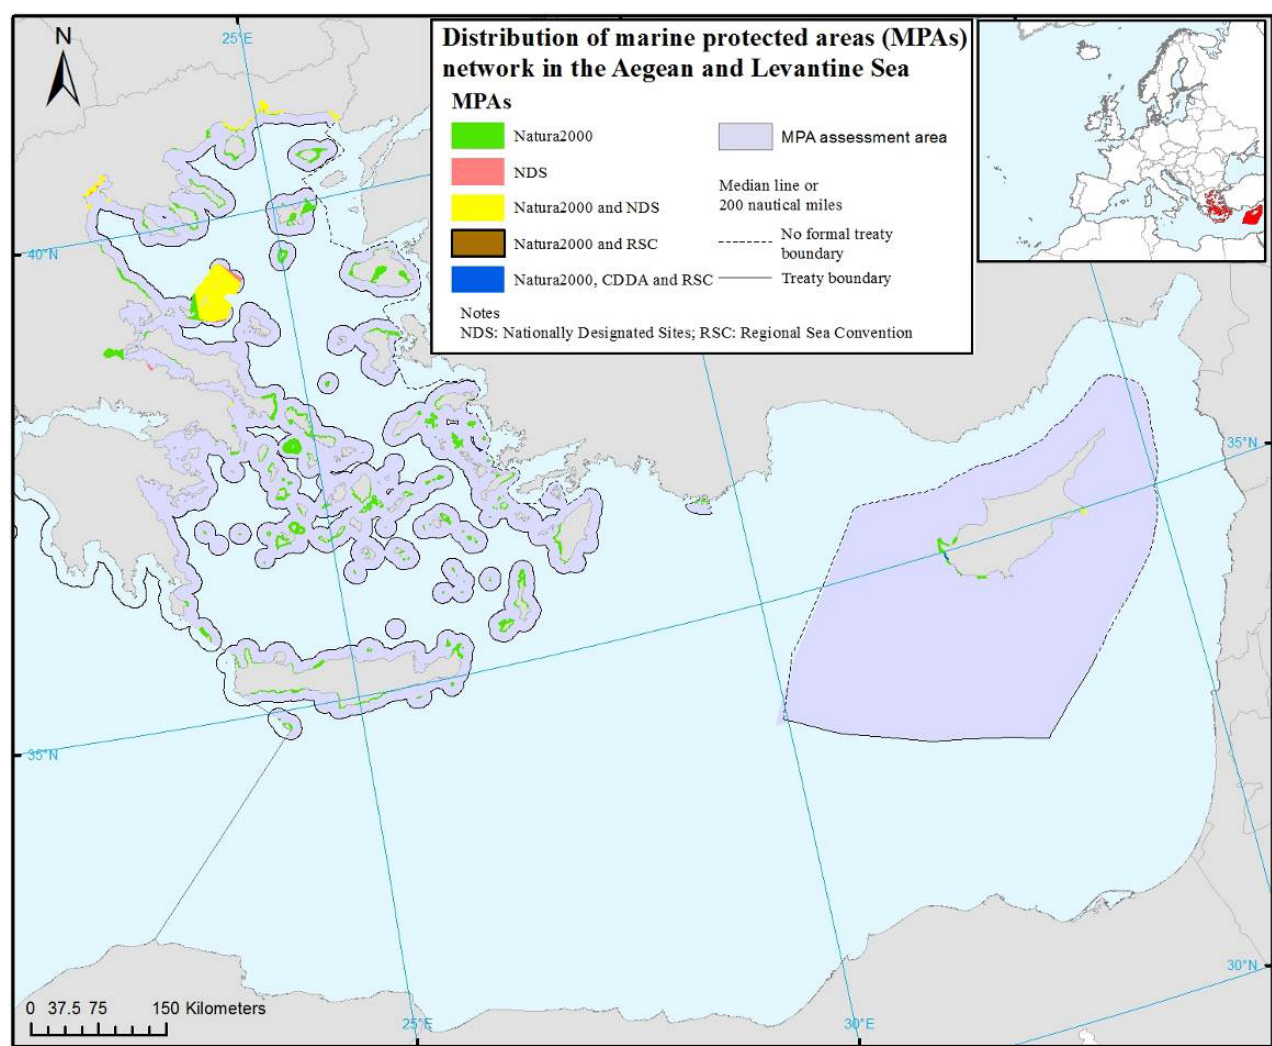 N
25°E
Distribution of marine protected areas (MPAs)
network in the Aegean and Levantine Sea
MPAs
Natura2000
NDS
Natura2000 and NDS
Natura2000 and RSC
Natura2000, CDDA and RSC
MPA assessment area
Median line or
200 nautical miles
No formal treaty
boundary
Treaty boundary
Notes
NDS: Nationally Designated Sites; RSC: Regional Sea Convention
40°N
35°N
35°N
30°N
0 37.5 75 150 Kilometers
25°E
30°E